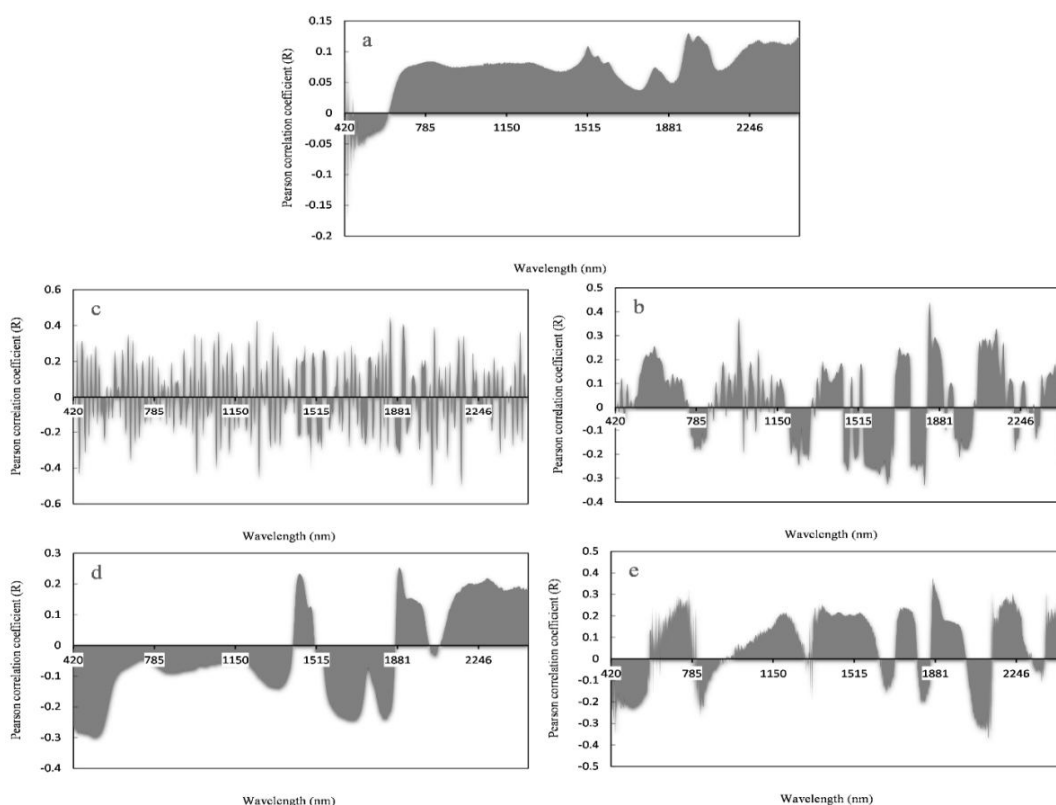 a
Pearson correlation coefficient (R)
0.15
0.1
0.05
0
-0.05
-0.1
-0.15
-0.2
420 785 1150 1515 1881 2246
Wavelength (nm)
c
Pearson correlation coefficient (R)
0.6
0.4
0.2
0
-0.2
-0.4
-0.6
420 785 1150 1515 1881 2246
Wavelength (nm)
b
Pearson correlation coefficient (R)
0.5
0.4
0.3
0.2
0.1
0
-0.1
-0.2
-0.3
-0.4
420 785 1150 1515 1881 2246
Wavelength (nm)
d
Pearson correlation coefficient (R)
0.3
0.2
0.1
0
-0.1
-0.2
-0.3
-0.4
420 785 1150 1515 1881 2246
Wavelength (nm)
e
Pearson correlation coefficient (R)
0.5
0.4
0.3
0.2
0.1
0
-0.1
-0.2
-0.3
-0.4
-0.5
420 785 1150 1515 1881 2246
Wavelength (nm)